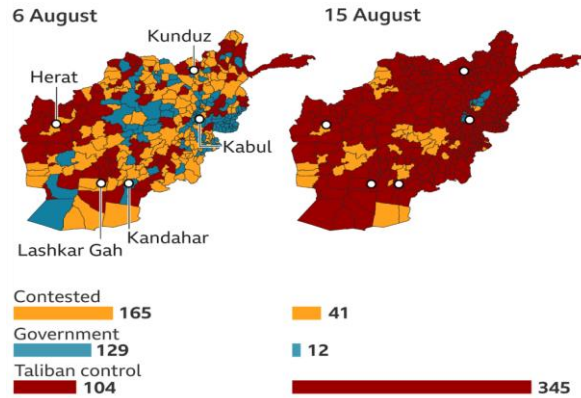 6 August
15 August
Kunduz
Herat
Kabul
Kandahar
Lashkar Gah
Contested
165
41
Government
129
12
Taliban control
104
345